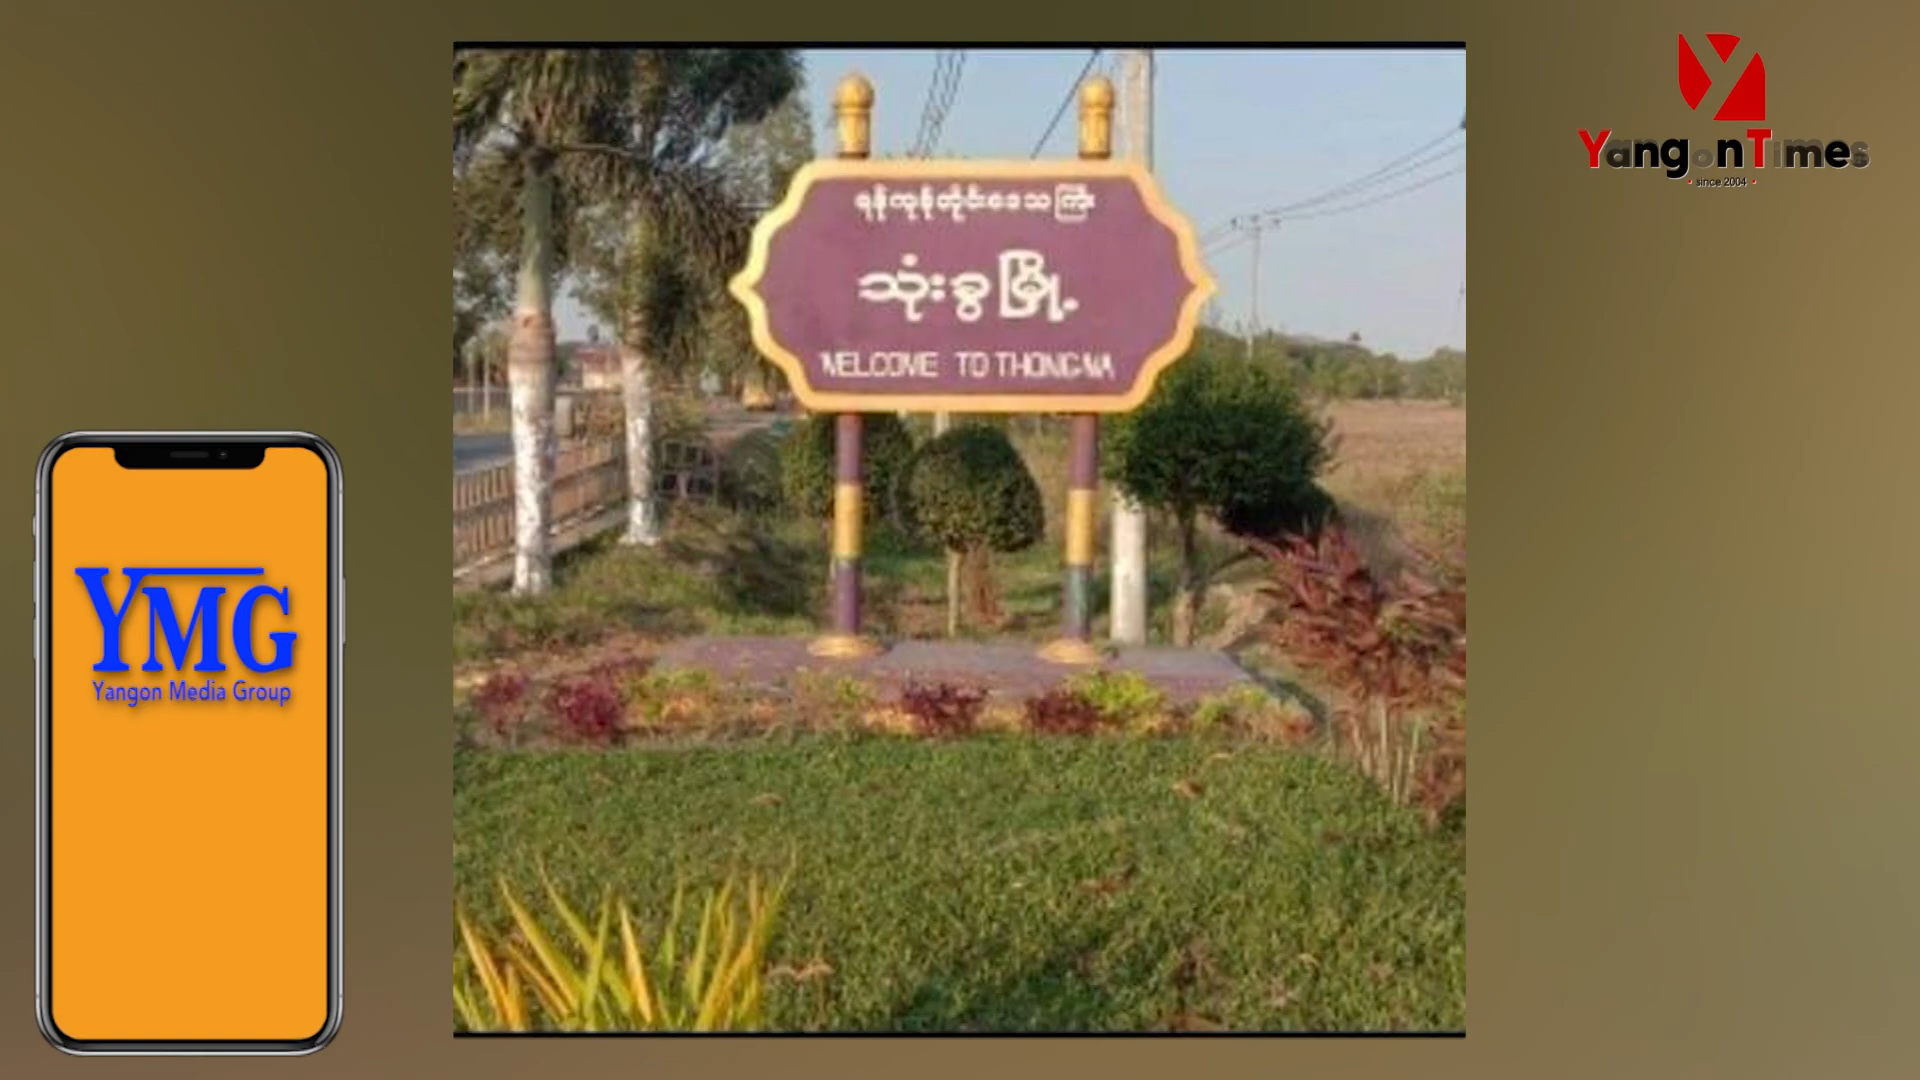 YangonTimes
• since 2004 •
ရန်ကုန်တိုင်းဒေသကြီး
သုံးခွမြို့
WELCOME TO THONGWA
YMG
Yangon Media Group